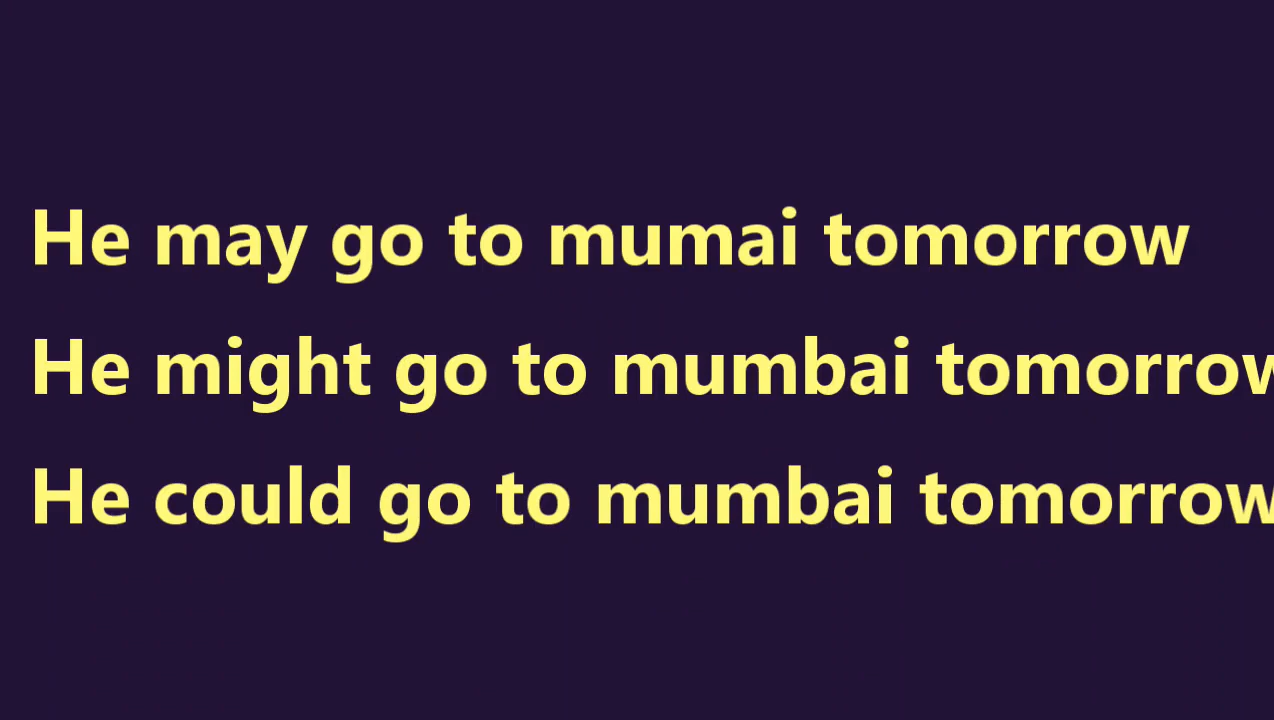 He may go to mumai tomorrow
He might go to mumbai tomorrow
He could go to mumbai tomorrow